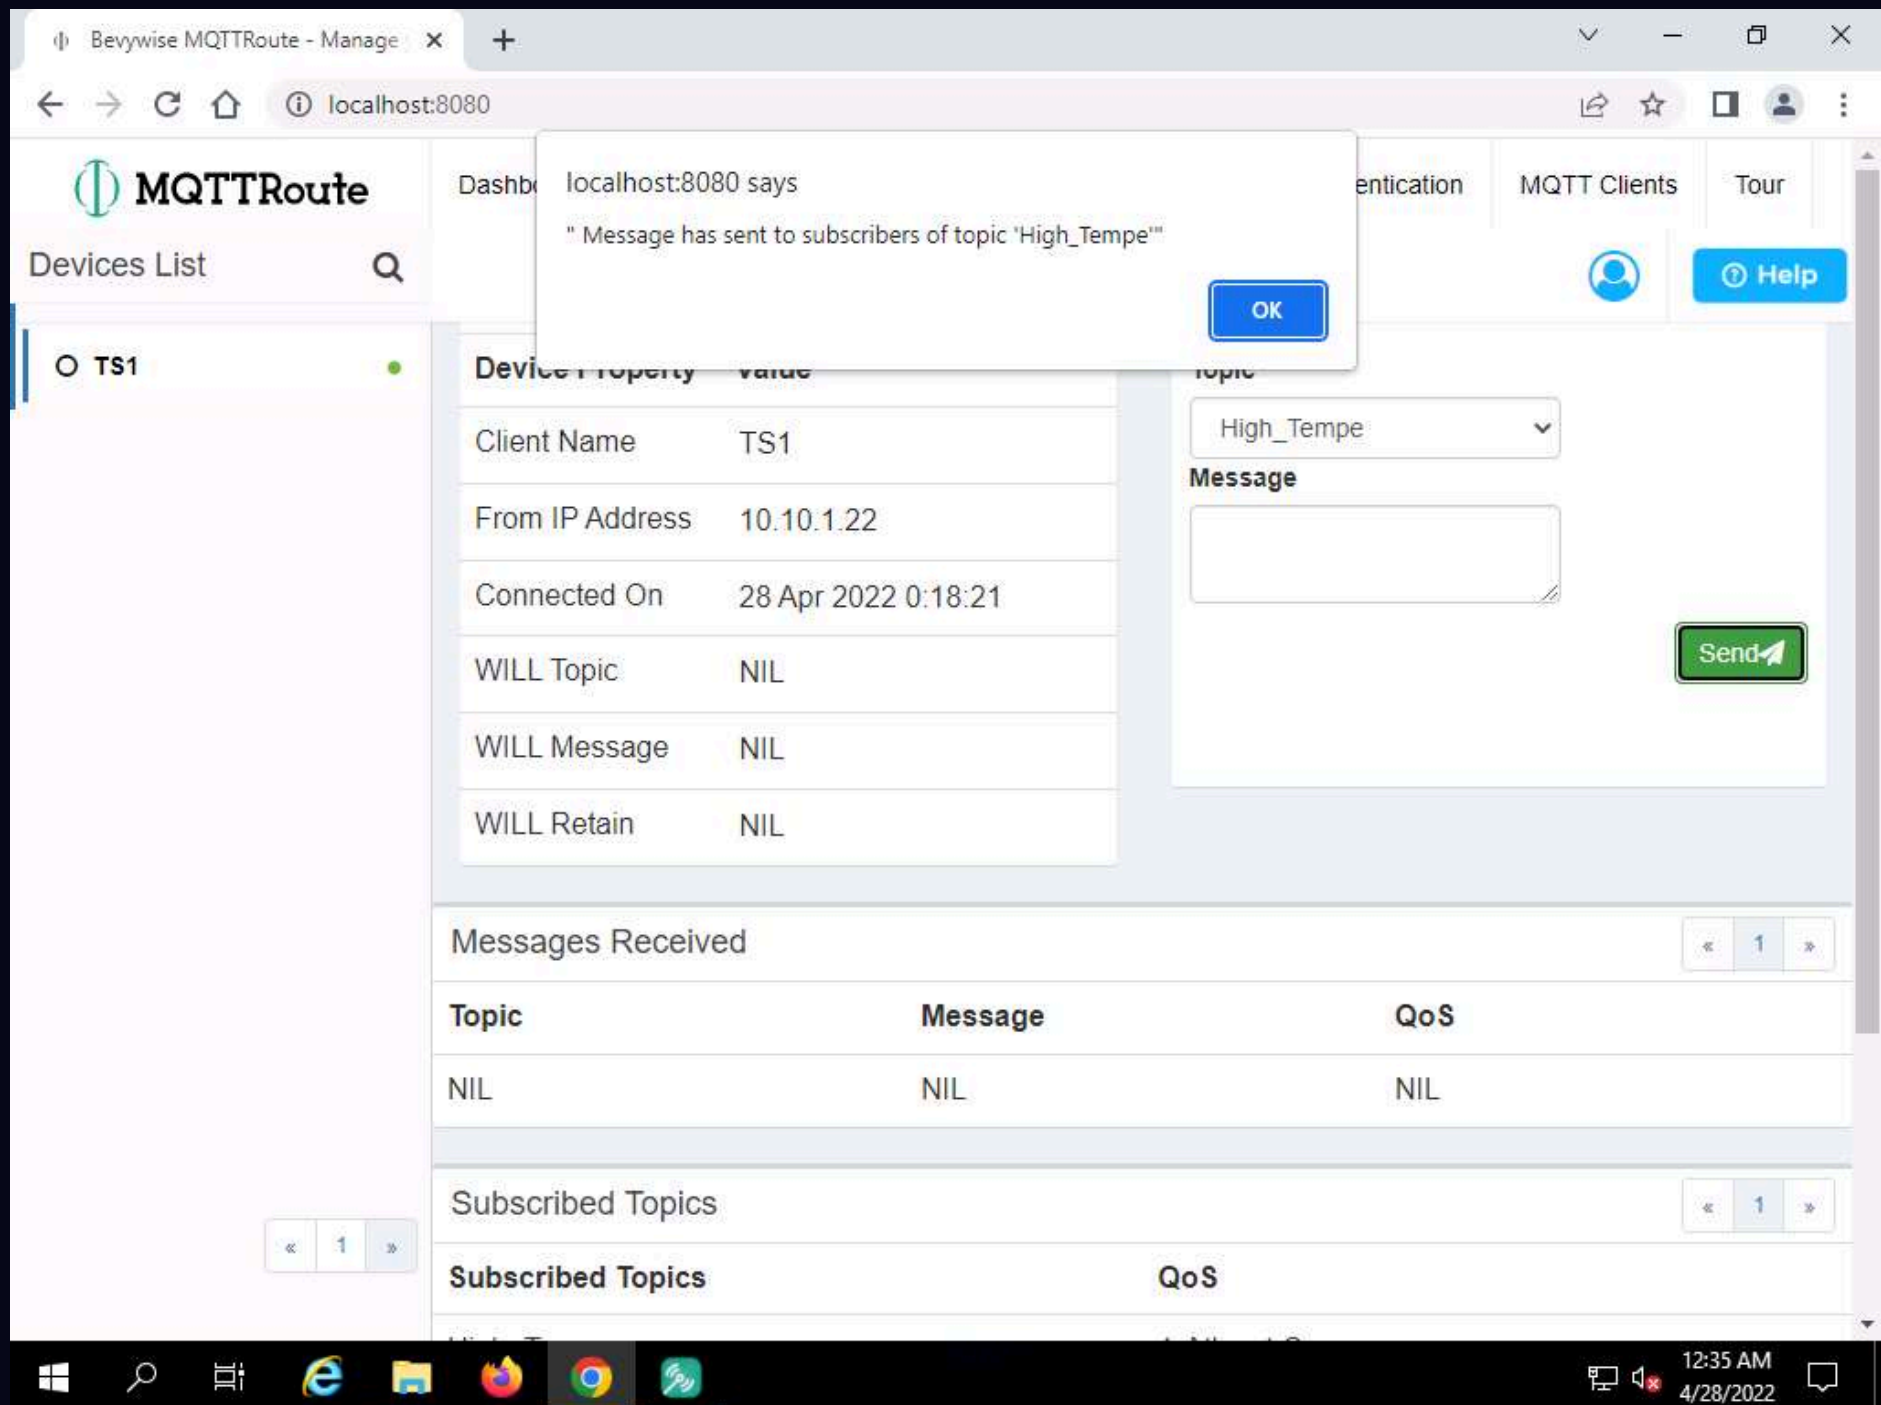 Bevywise MQTTRoute - Manage
localhost:8080
MQTTRoute
MQTT Clients
Tour
localhost:8080 says
" Message has sent to subscribers of topic 'High_Tempe'"
OK
Devices List
Help
TS1
Device Property
Value
Topic
Client Name
TS1
From IP Address
10.10.1.22
Connected On
28 Apr 2022 0:18:21
WILL Topic
NIL
WILL Message
NIL
WILL Retain
NIL
High_Tempe
Message
Send
Messages Received
« 1 »
Topic
Message
QoS
NIL
NIL
NIL
Subscribed Topics
« 1 »
Subscribed Topics
QoS
« 1 »
12:35 AM
4/28/2022